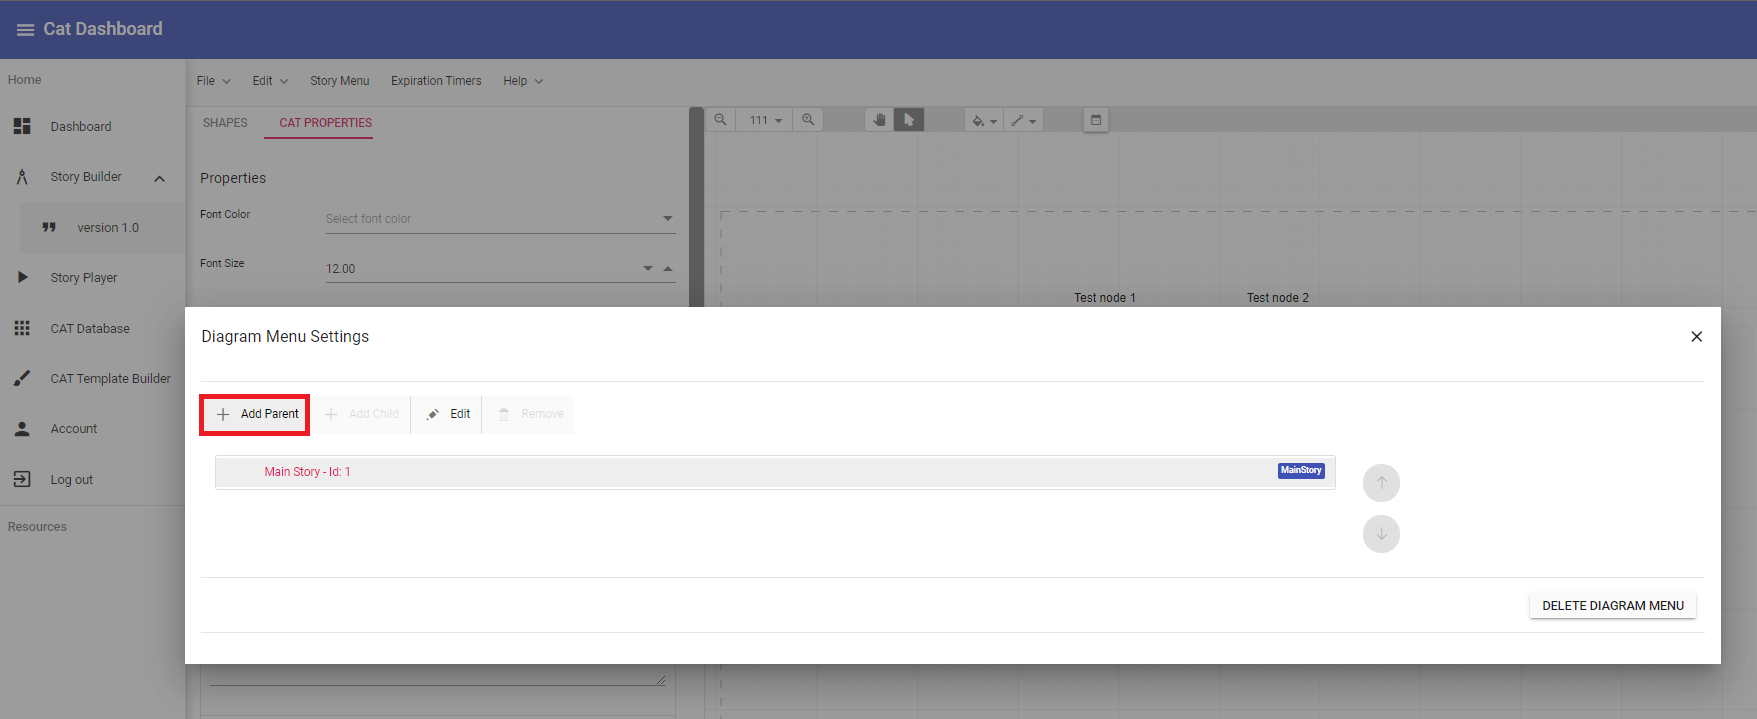 Cat Dashboard
Home
Dashboard
Story Builder
version 1.0
Story Player
CAT Database
CAT Template Builder
Account
Log out
Resources
File Edit Story Menu Expiration Timers Help
SHAPES CAT PROPERTIES
111
Properties
Font Color Select font color
Font Size 12.00
Test node 1 Test node 2
Diagram Menu Settings
Add Parent Add Child Edit Remove
Main Story - Id: 1 MainStory
DELETE DIAGRAM MENU